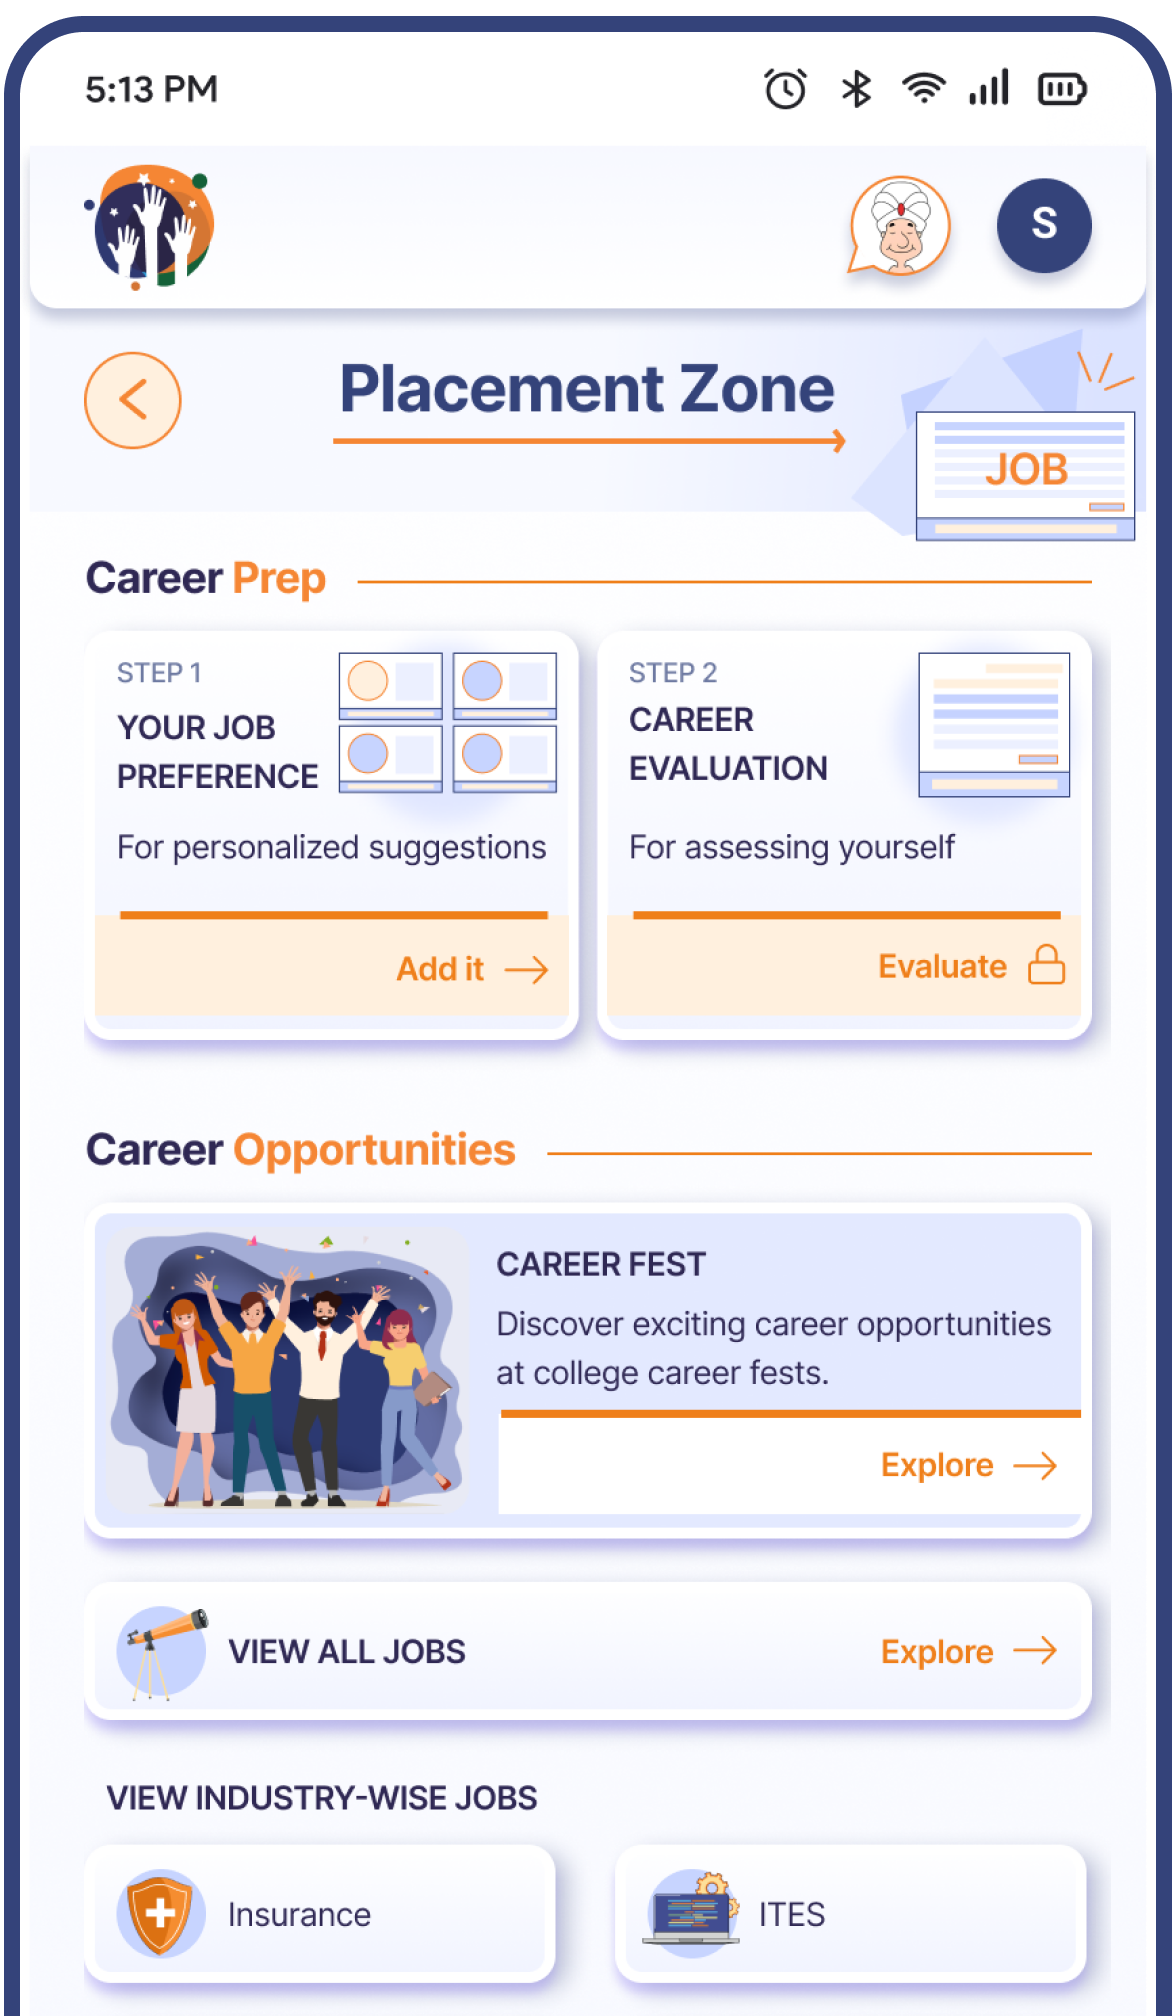 5:13 PM
S
Placement Zone
JOB
Career Prep
STEP 1
YOUR JOB
PREFERENCE
For personalized suggestions
Add it
STEP 2
CAREER
EVALUATION
For assessing yourself
Evaluate
Career Opportunities
CAREER FEST
Discover exciting career opportunities
at college career fests.
Explore
VIEW ALL JOBS
Explore
VIEW INDUSTRY-WISE JOBS
Insurance
ITES